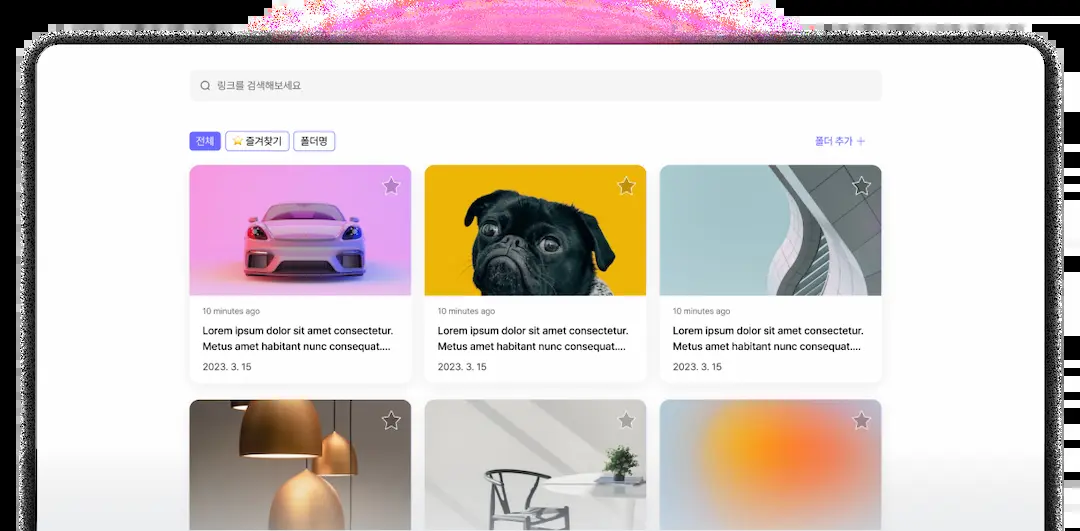 링크를 검색해보세요
전체
⭐ 즐겨찾기
폴더명
폴더 추가 +
10 minutes ago
Lorem ipsum dolor sit amet consectetur.
Metus amet habitant nunc consequat....
2023. 3. 15
10 minutes ago
Lorem ipsum dolor sit amet consectetur.
Metus amet habitant nunc consequat....
2023. 3. 15
10 minutes ago
Lorem ipsum dolor sit amet consectetur.
Metus amet habitant nunc consequat....
2023. 3. 15